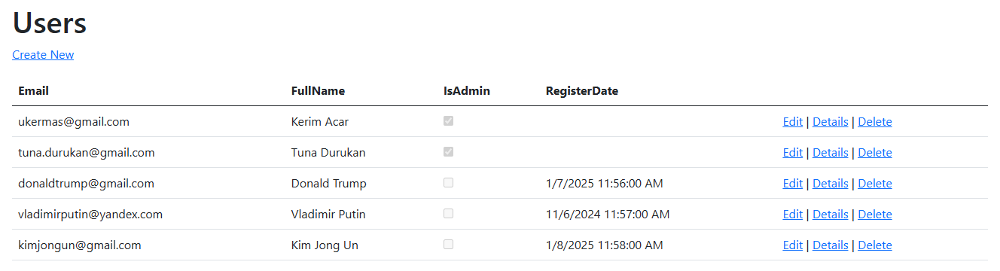 Users
Create New
Email FullName IsAdmin RegisterDate
ukermas@gmail.com Kerim Acar Edit | Details | Delete
tuna.durukan@gmail.com Tuna Durukan Edit | Details | Delete
donaldtrump@gmail.com Donald Trump 1/7/2025 11:56:00 AM Edit | Details | Delete
vladimirputin@yandex.com Vladimir Putin 11/6/2024 11:57:00 AM Edit | Details | Delete
kimjongun@gmail.com Kim Jong Un 1/8/2025 11:58:00 AM Edit | Details | Delete